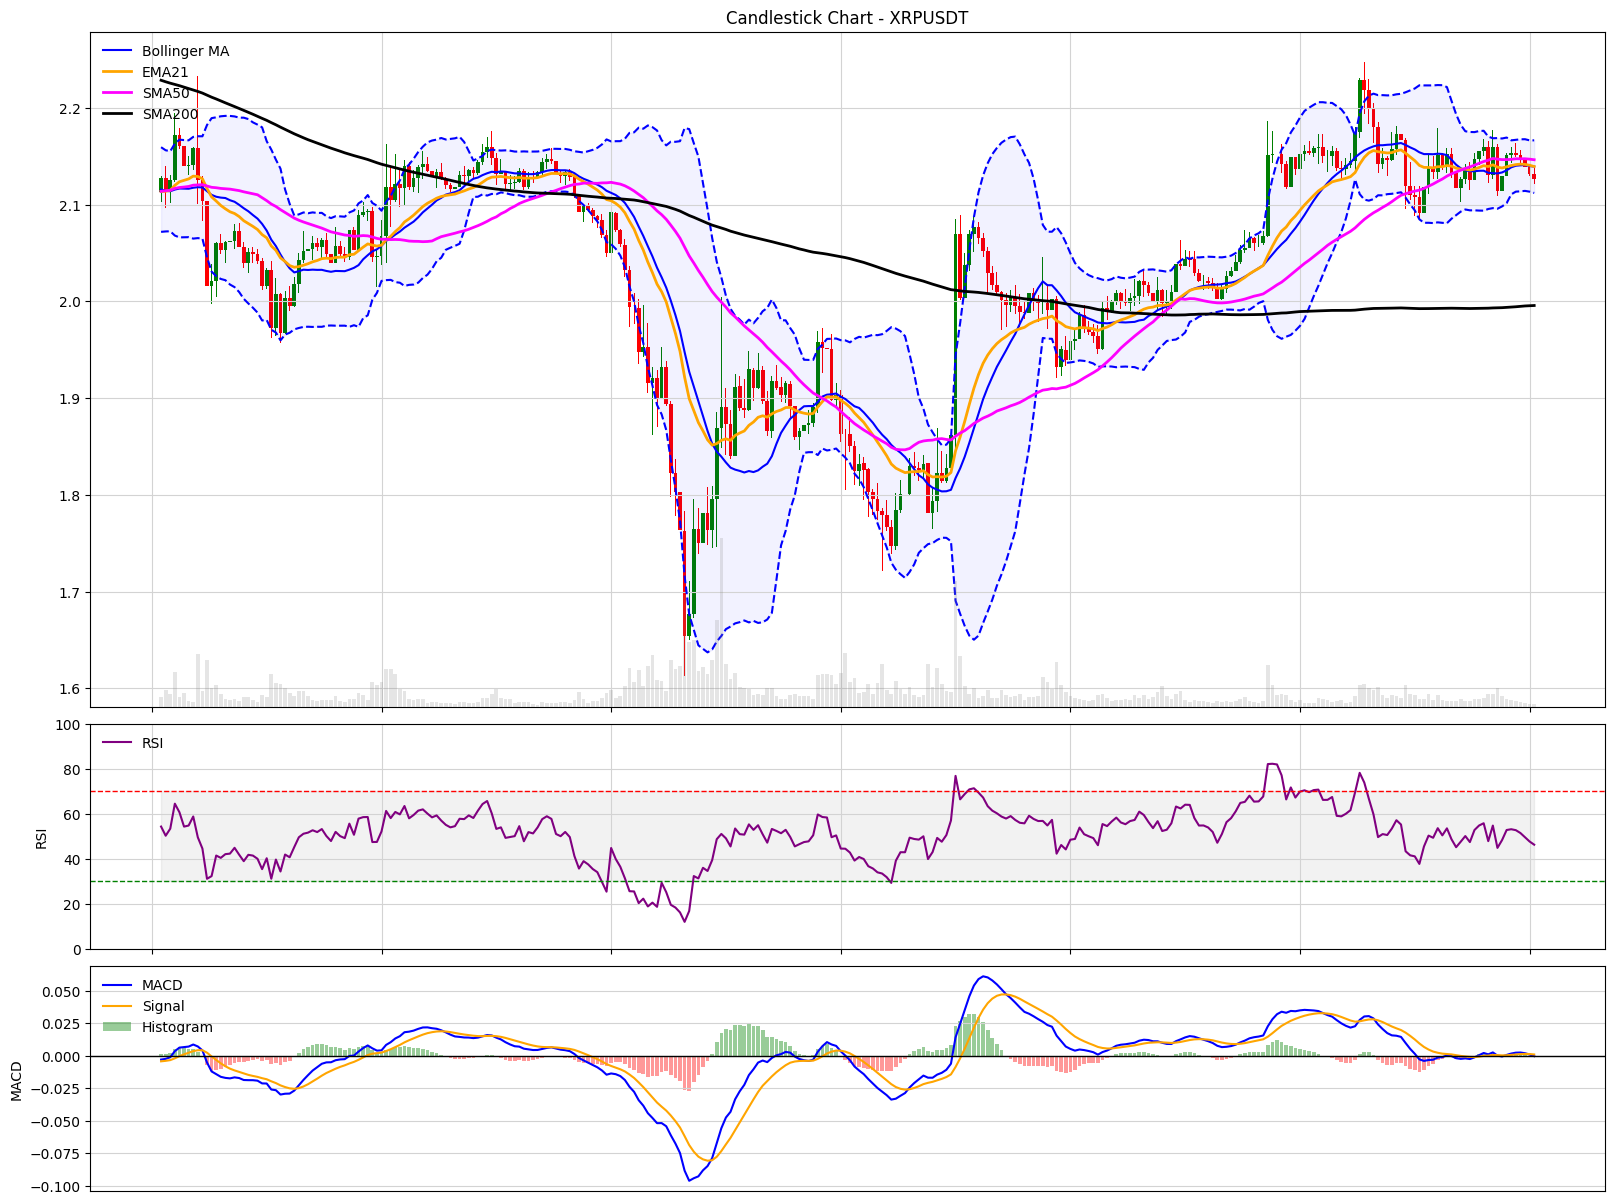 Candlestick Chart - XRPUSDT
Bollinger MA
EMA21
SMA50
SMA200
2.2
2.1
2.0
1.9
1.8
1.7
1.6
100
80
60
40
20
0
RSI
RSI
0.050
0.025
0.000
−0.025
−0.050
−0.075
−0.100
MACD
MACD
Signal
Histogram